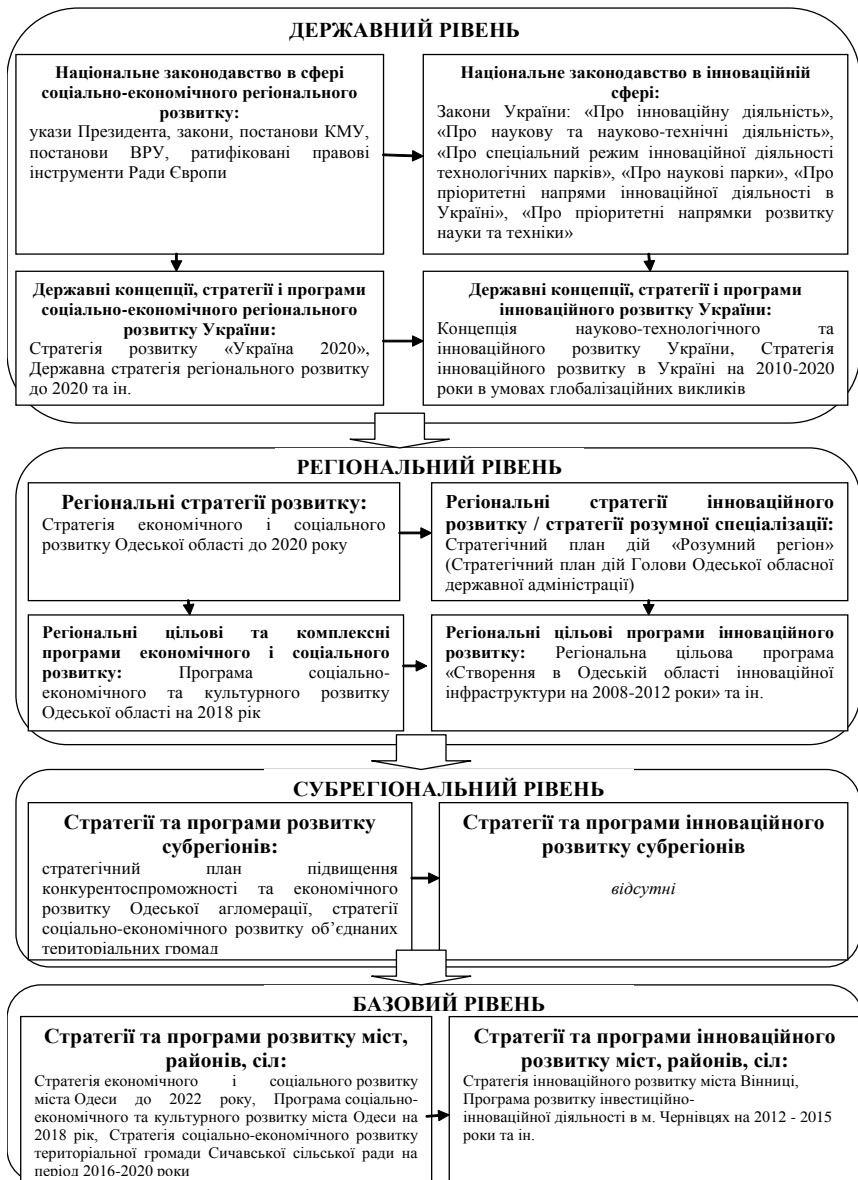 ДЕРЖАВНИЙ РІВЕНЬ
Національне законодавство в сфері
соціально-економічного регіонального
розвитку:
укази Президента, закони, постанови КМУ,
постанови ВРУ, ратифіковані правові
інструменти Ради Європи
Національне законодавство в інноваційній
сфері:
Закони України: «Про інноваційну діяльність»,
«Про наукову та науково-технічні діяльність»,
«Про спеціальний режим інноваційної діяльності
технологічних парків», «Про наукові парки», «Про
пріоритетні напрями інноваційної діяльності в
Україні», «Про пріоритетні напрямки розвитку
науки та техніки»
Державні концепції, стратегії і програми
соціально-економічного регіонального
розвитку України:
Стратегія розвитку «Україна 2020»,
Державна стратегія регіонального розвитку
до 2020 та ін.
Державні концепції, стратегії і програми
інноваційного розвитку України:
Концепція науково-технологічного та
інноваційного розвитку України, Стратегія
інноваційного розвитку в Україні на 2010-2020
роки в умовах глобалізаційних викликів
РЕГІОНАЛЬНИЙ РІВЕНЬ
Регіональні стратегії розвитку:
Стратегія економічного і соціального
розвитку Одеської області до 2020 року
Регіональні стратегії інноваційного
розвитку / стратегії розумної спеціалізації:
Стратегічний план дій «Розумний регіон»
(Стратегічний план дій Голови Одеської обласної
державної адміністрації)
Регіональні цільові та комплексні
програми економічного і соціального
розвитку: Програма соціально-
економічного та культурного розвитку
Одеської області на 2018 рік
Регіональні цільові програми інноваційного
розвитку: Регіональна цільова програма
«Створення в Одеській області інноваційної
інфраструктури на 2008-2012 роки» та ін.
СУБРЕГІОНАЛЬНИЙ РІВЕНЬ
Стратегії та програми розвитку
субрегіонів:
стратегічний план підвищення
конкурентоспроможності та економічного
розвитку Одеської агломерації, стратегії
соціально-економічного розвитку об’єднаних
територіальних громад
Стратегії та програми інноваційного
розвитку субрегіонів
відсутні
БАЗОВИЙ РІВЕНЬ
Стратегії та програми розвитку міст,
районів, сіл:
Стратегія економічного і соціального розвитку
міста Одеси до 2022 року, Програма соціально-
економічного та культурного розвитку міста Одеси на
2018 рік, Стратегія соціально-економічного розвитку
територіальної громади Сичавської сільської ради на
період 2016-2020 роки
Стратегії та програми інноваційного
розвитку міст, районів, сіл:
Стратегія інноваційного розвитку міста Вінниці,
Програма розвитку інвестиційно-
інноваційної діяльності в м. Чернівцях на 2012 - 2015
роки та ін.